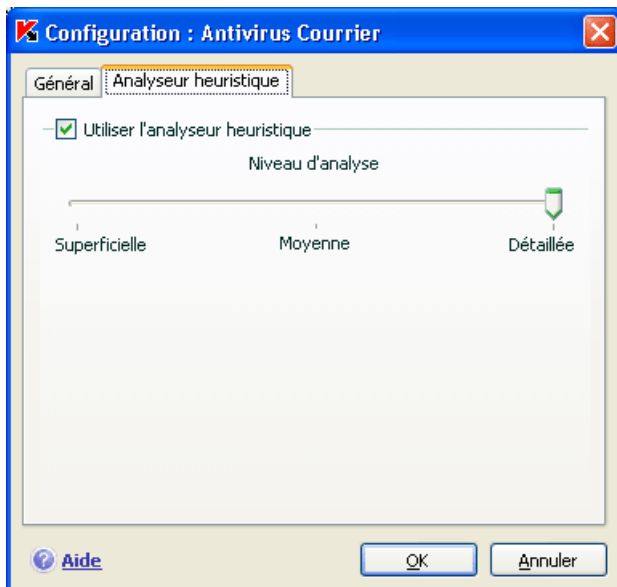 Configuration : Antivirus Courrier
Général Analyseur heuristique
Utiliser l'analyseur heuristique
Niveau d'analyse
Superficielle Moyenne Détaillée
Aide OK Annuler